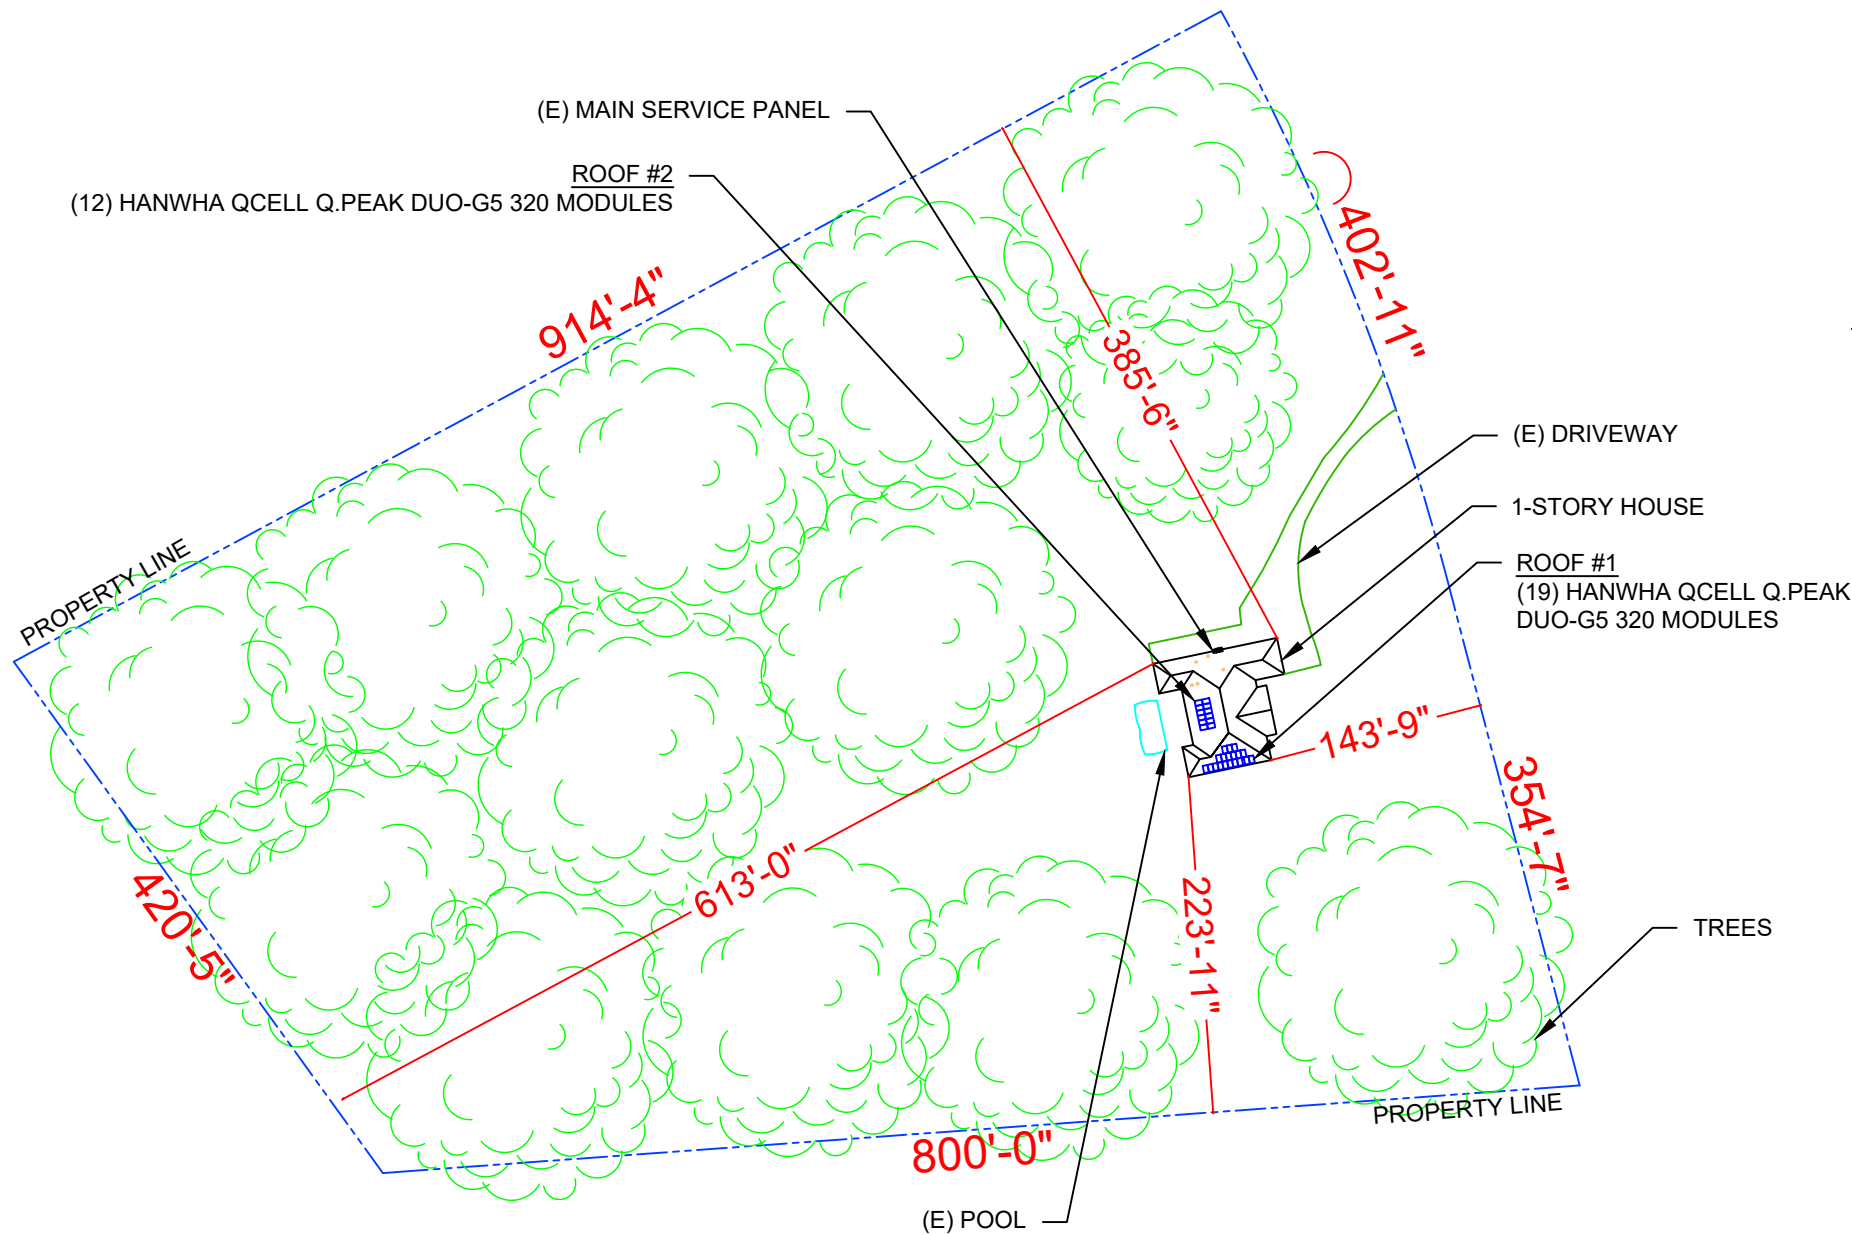 (E) MAIN SERVICE PANEL
ROOF #2
(12) HANWHA QCELL Q.PEAK DUO-G5 320 MODULES
402'-11"
914'-4"
385'-6"
(E) DRIVEWAY
1-STORY HOUSE
PROPERTY LINE
ROOF #1
(19) HANWHA QCELL Q.PEAK
DUO-G5 320 MODULES
143'-9"
354'-7"
613'-0"
420'-5"
223'-11"
TREES
PROPERTY LINE
800'-0"
(E) POOL